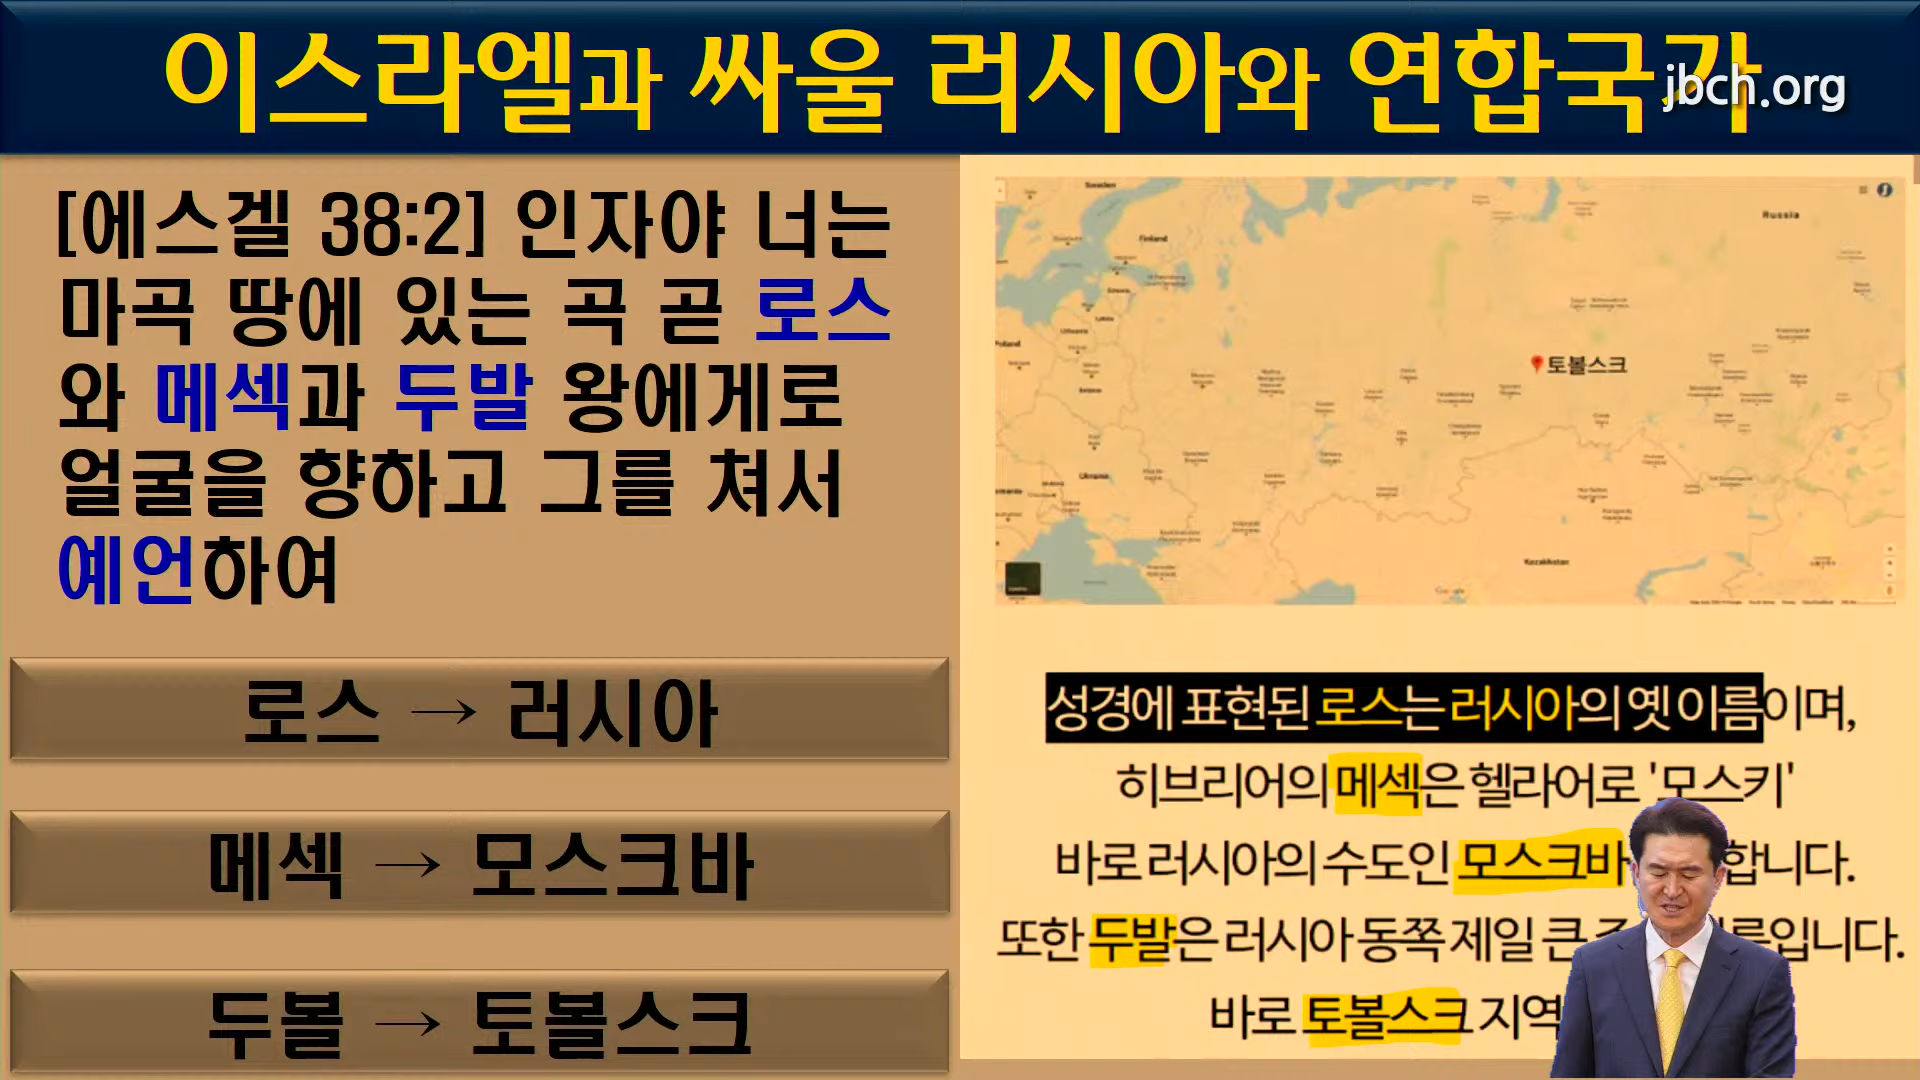 이스라엘과 싸울 러시아와 연합국가
jbch.org
[에스겔 38:2] 인자야 너는
마곡 땅에 있는 곡 곧 로스
와 메섹과 두발 왕에게로
얼굴을 향하고 그를 쳐서
예언하여
로스 → 러시아
메섹 → 모스크바
두볼 → 토볼스크
Sweden
Finland
Russia
토볼스크
Ukraine
Kazakhstan
성경에 표현된 로스는 러시아의 옛 이름이며,
히브리어의 메섹은 헬라어로 '모스키'
바로 러시아의 수도인 모스크바 합니다.
또한 두발은 러시아 동쪽 제일 큰 이름입니다.
바로 토볼스크 지역